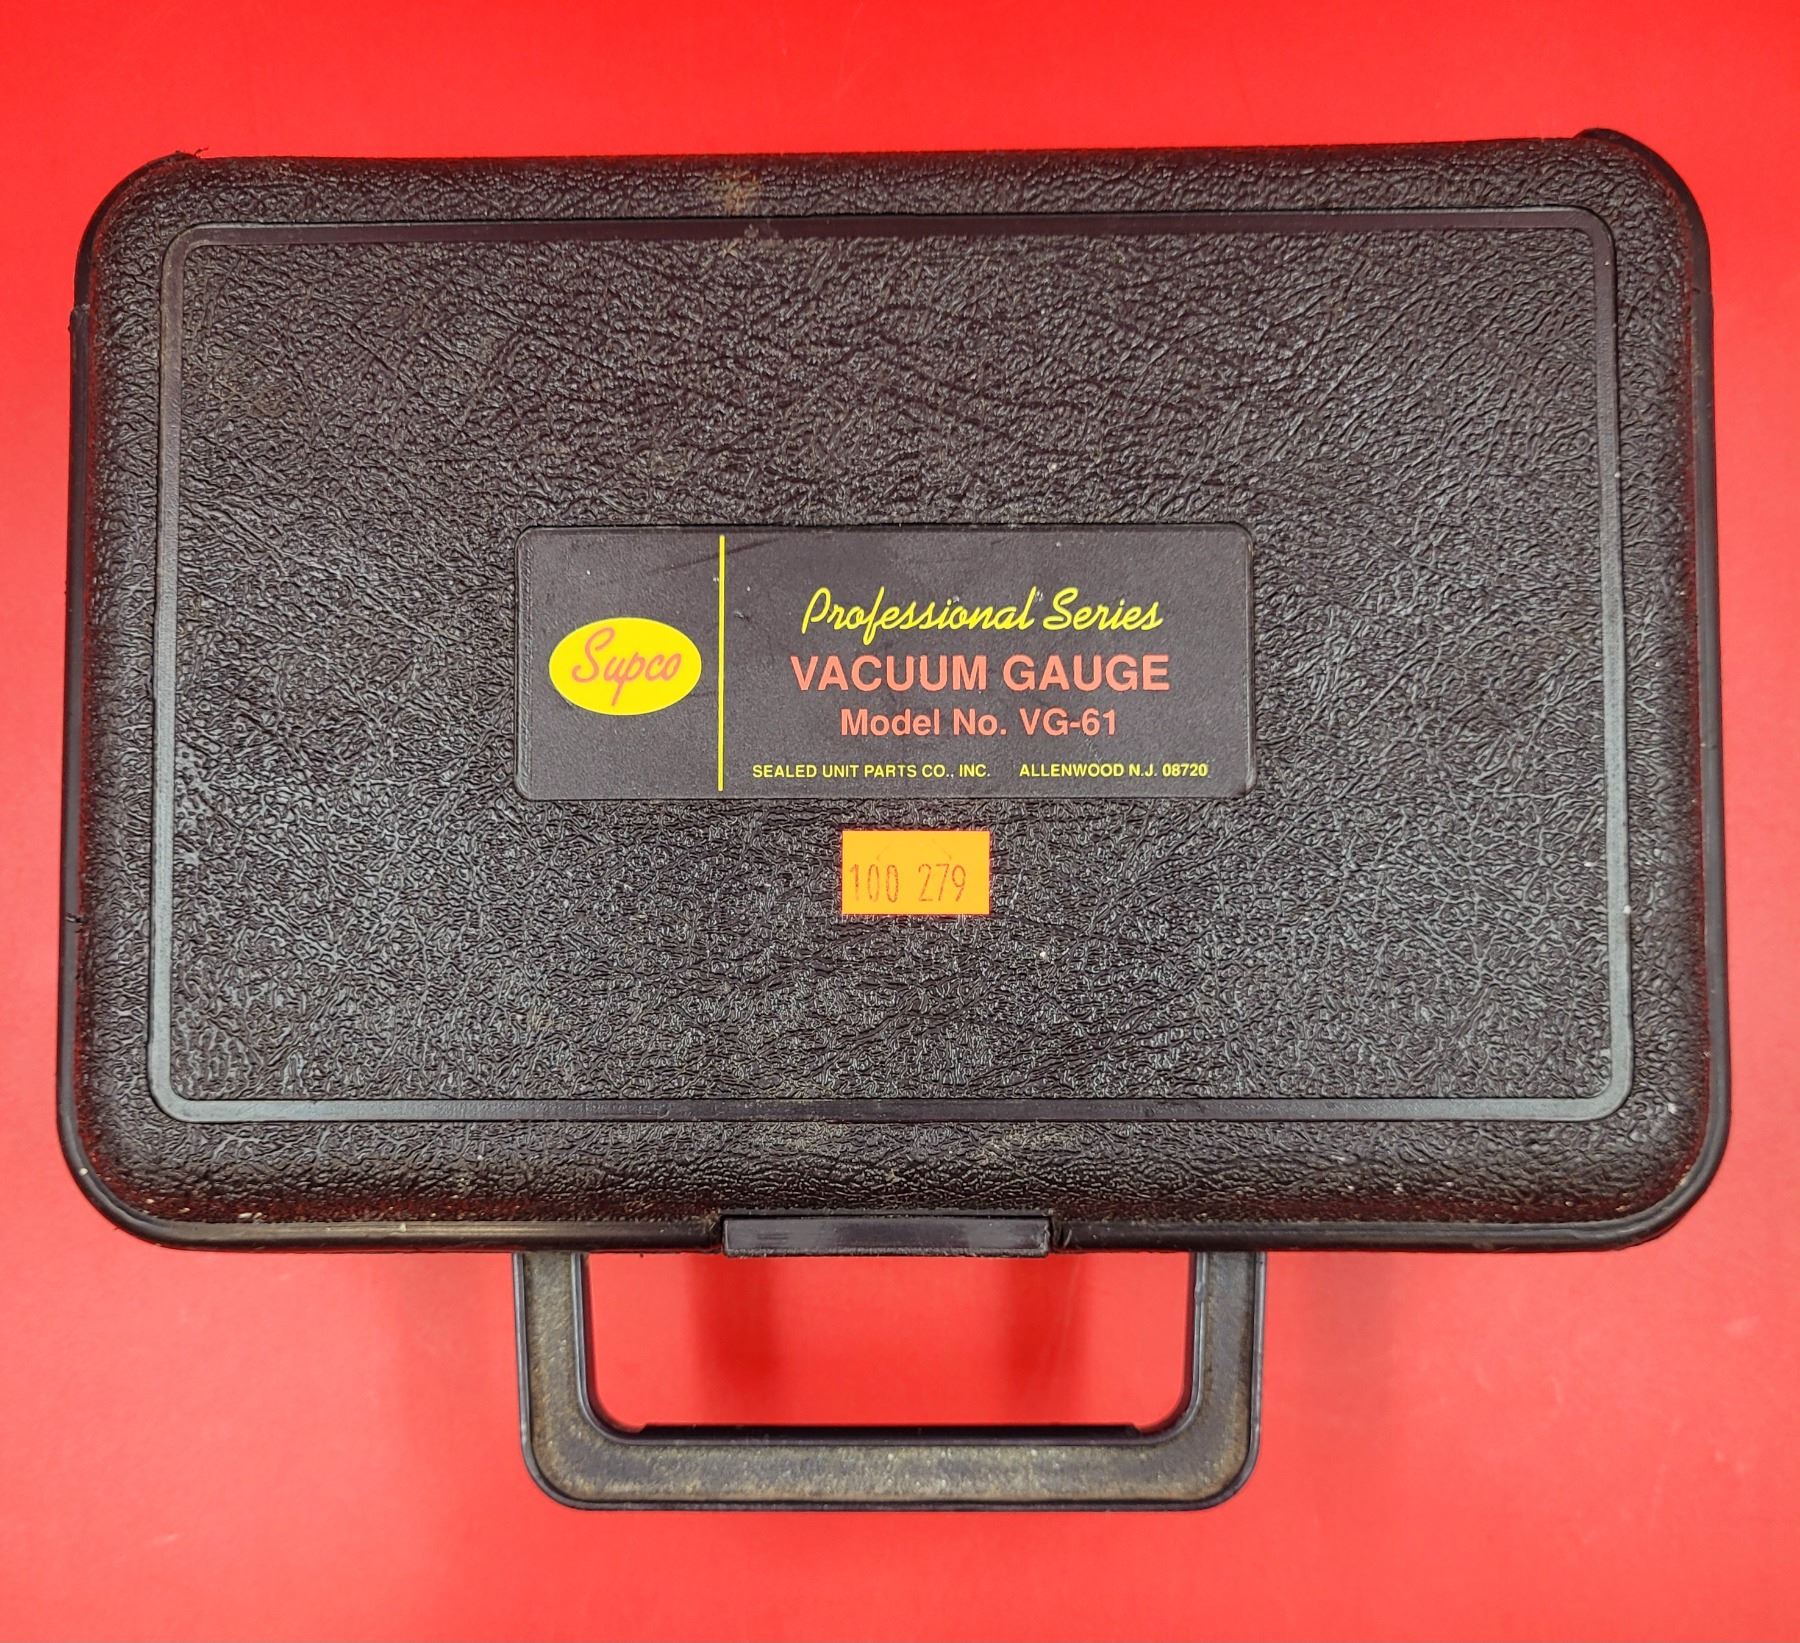 Supco
Professional Series
VACUUM GAUGE
Model No. VG-61
SEALED UNIT PARTS CO., INC. ALLENWOOD N.J. 08720
100 279